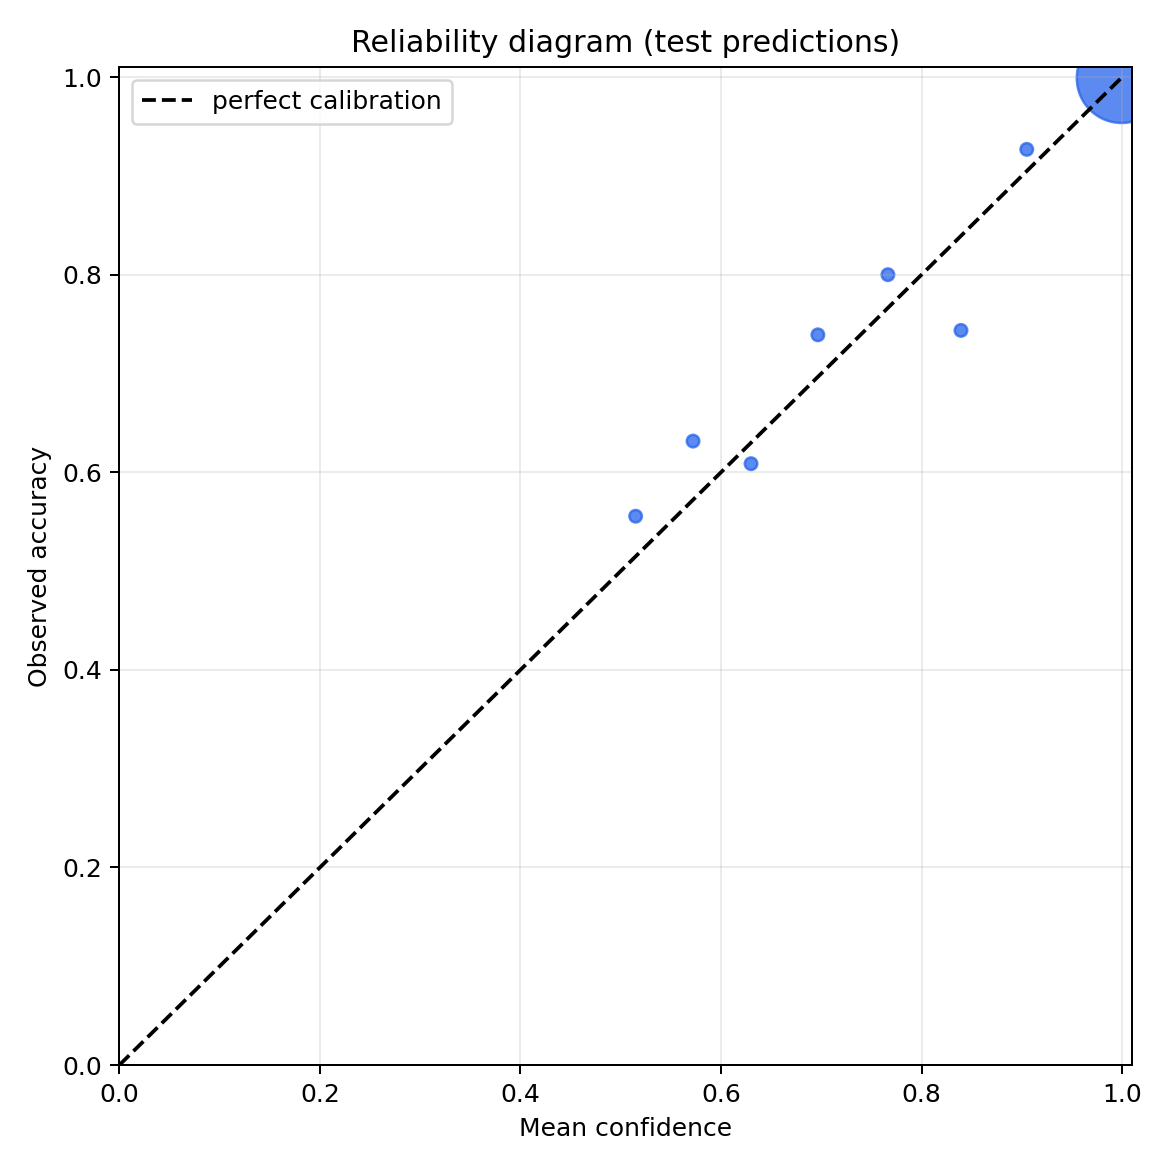 Reliability diagram (test predictions)
perfect calibration
1.0
0.8
0.6
0.4
0.2
0.0
Observed accuracy
0.0 0.2 0.4 0.6 0.8 1.0
Mean confidence